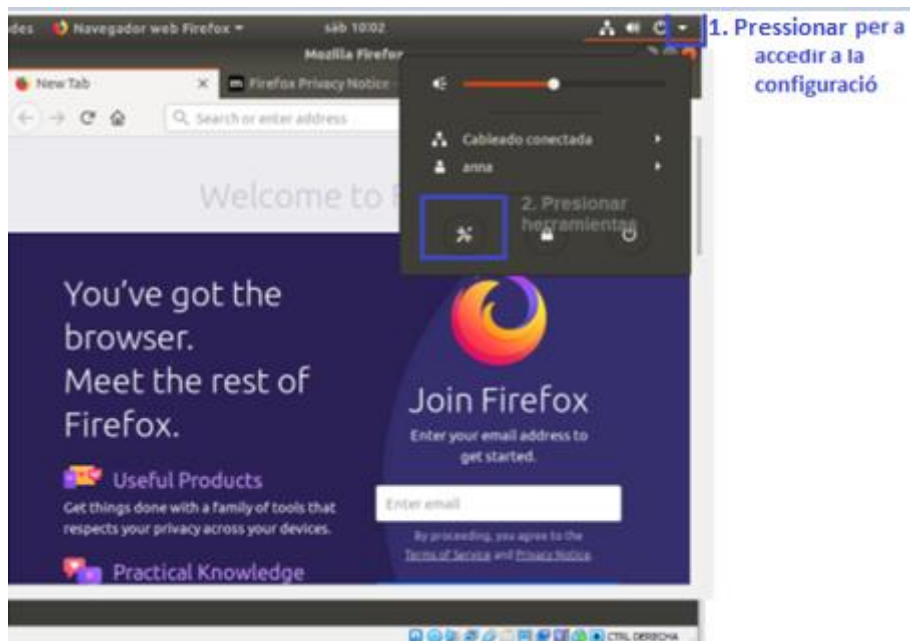 des Navegador web Firefox sáb 10:02
1. Pressionar per a
accedir a la
configuració
Mozilla Firefox
New Tab Firefox Privacy Notice
Search or enter address
Cableado conectada
anna
Welcome to F
2. Presionar
herramientas
You've got the
browser.
Meet the rest of
Firefox.
Useful Products
Get things done with a family of tools that
respects your privacy across your devices.
Practical Knowledge
Join Firefox
Enter your email address to
get started.
Enter email
By proceeding, you agree to the
Terms of Service and Privacy Notice.
CTRL DERECHA